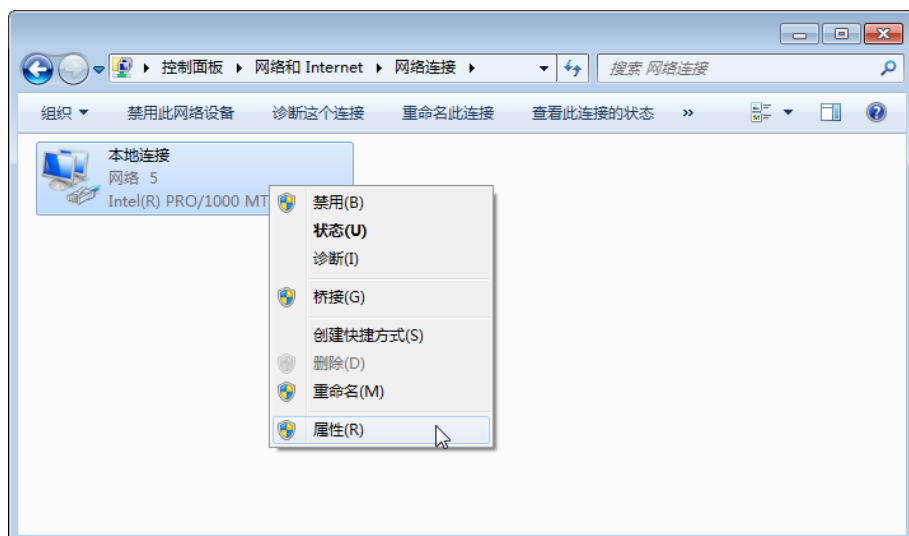 控制面板 网络和 Internet 网络连接 搜索 网络连接
组织 禁用此网络设备 诊断这个连接 重命名此连接 查看此连接的状态 »
本地连接
网络 5
Intel(R) PRO/1000 MT
禁用(B)
状态(U)
诊断(I)
桥接(G)
创建快捷方式(S)
删除(D)
重命名(M)
属性(R)